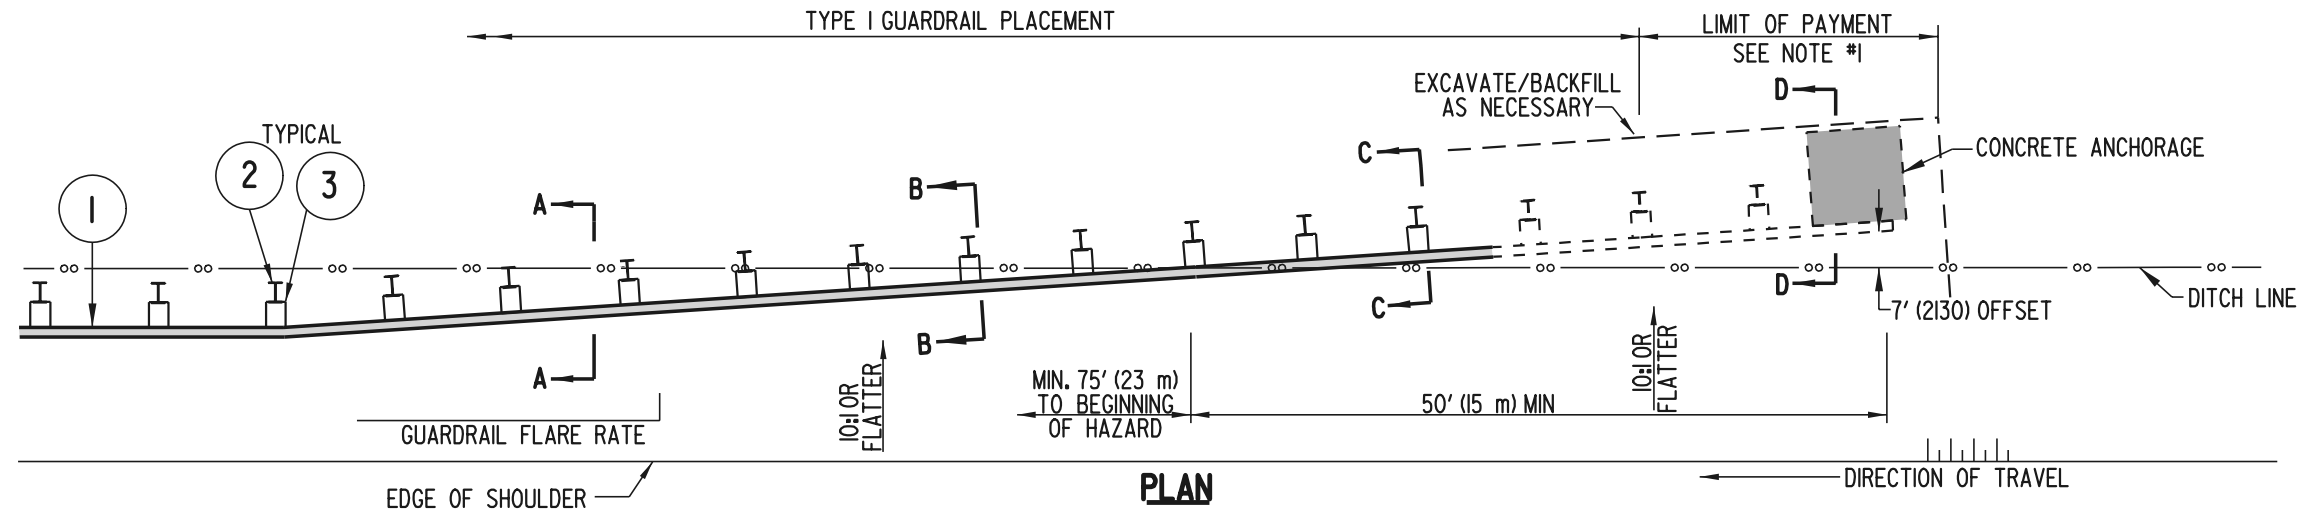 TYPE I GUARDRAIL PLACEMENT
LIMIT OF PAYMENT
SEE NOTE #1
EXCAVATE/BACKFILL
AS NECESSARY
D
CONCRETE ANCHORAGE
TYPICAL
1
2
3
A
B
C
D
7' (2130) OFFSET
DITCH LINE
C
B
A
10:1 OR
FLATTER
MIN. 75' (23 m)
TO BEGINNING
OF HAZARD
50' (15 m) MIN
10:1 OR
FLATTER
GUARDRAIL FLARE RATE
EDGE OF SHOULDER
PLAN
DIRECTION OF TRAVEL